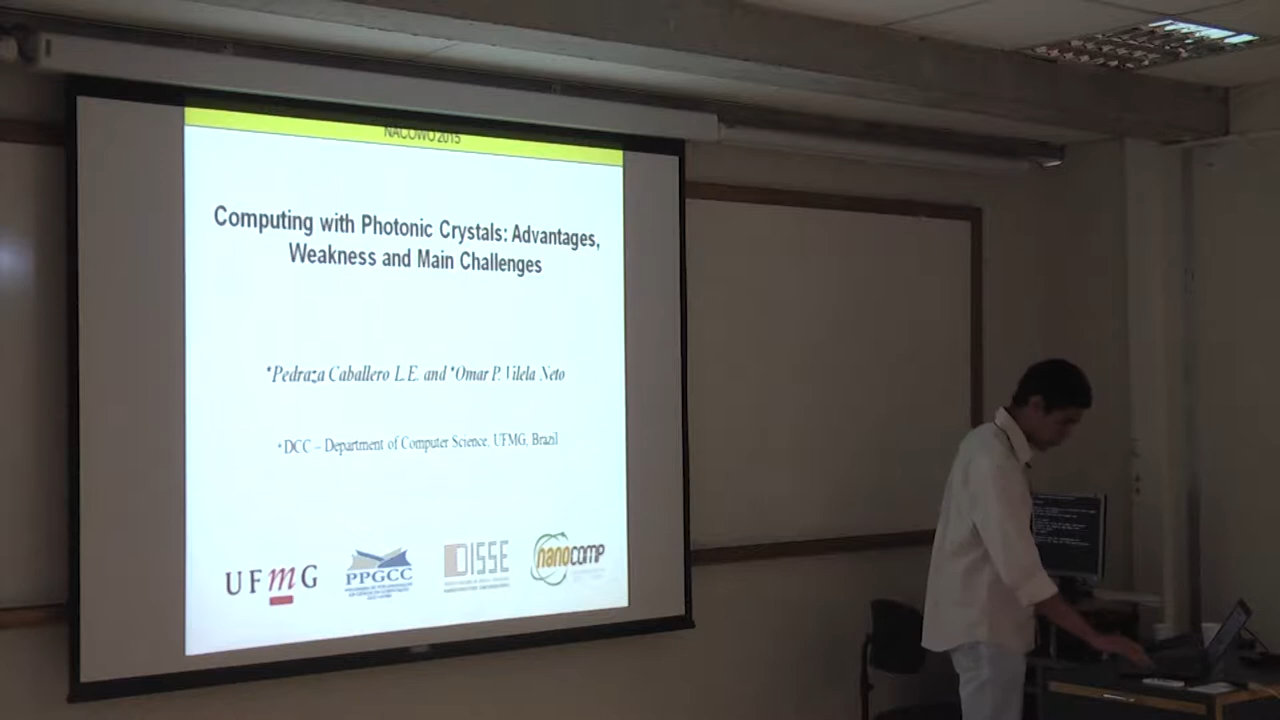 NACOWO 2015
Computing with Photonic Crystals: Advantages,
Weakness and Main Challenges
*Pedraza Caballero L.E. and *Omar P. Vilela Neto
+DCC – Department of Computer Science, UFMG, Brazil
UFmG
PPGCC
DISSE
nanocomp